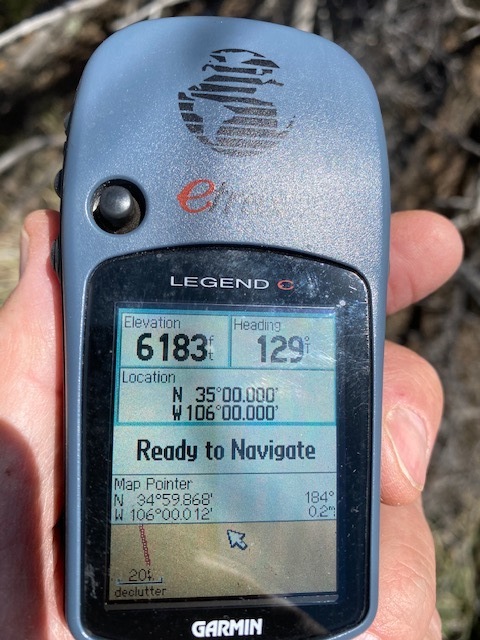 etrex
LEGEND C
Elevation
6183ft
Heading
129°
Location
N 35°00.000'
W 106°00.000'
Ready to Navigate
Map Pointer
N 34°59.868' 184°
W 106°00.012' 0.2m
20ft
declutter
GARMIN